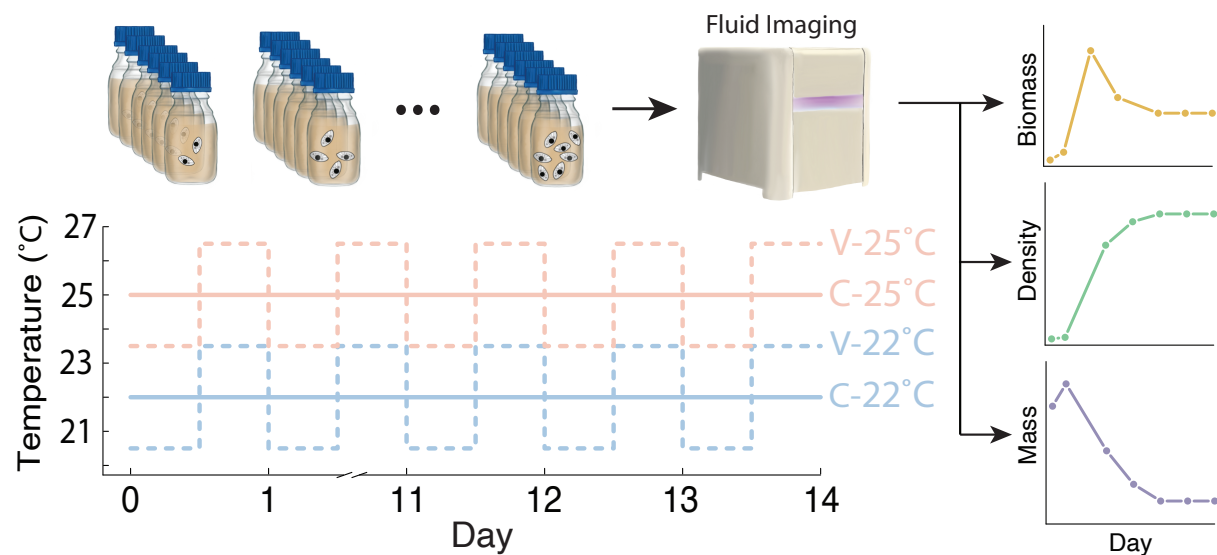 Fluid Imaging
Biomass
Density
Mass
Day
Temperature (˚C)
27
25
23
21
V-25˚C
C-25˚C
V-22˚C
C-22˚C
0 1 11 12 13 14
Day